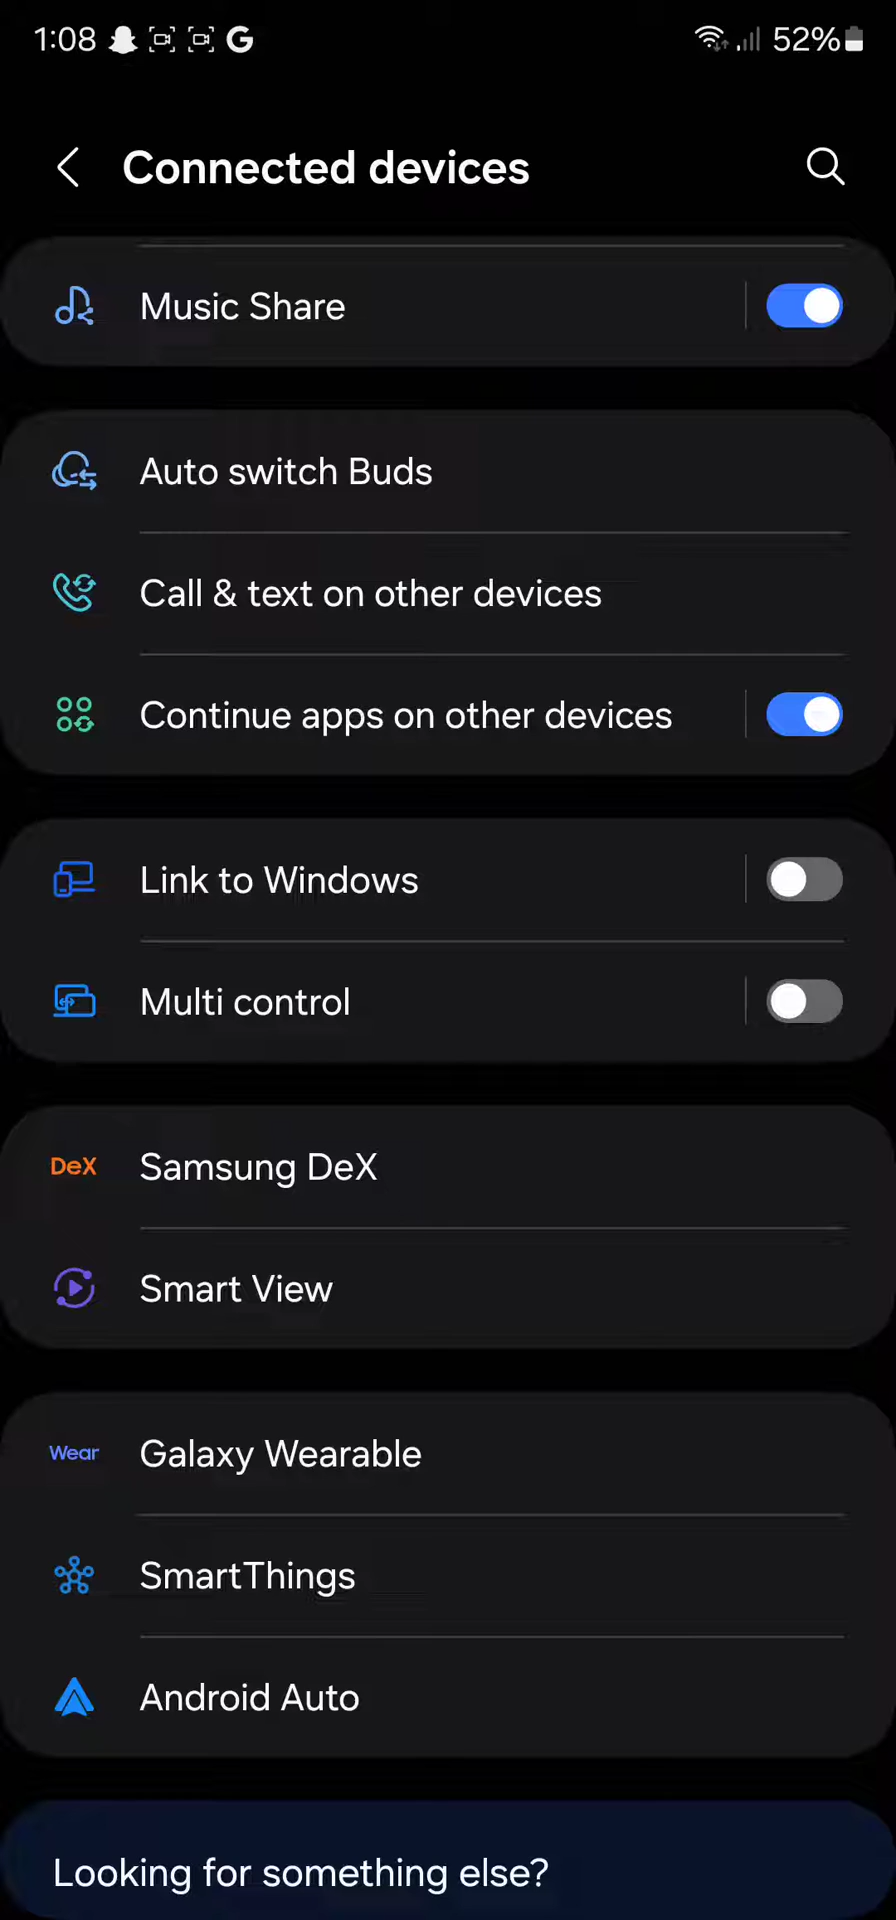 1:08 G 52%
Connected devices
Music Share
Auto switch Buds
Call & text on other devices
Continue apps on other devices
Link to Windows
Multi control
DeX Samsung DeX
Smart View
Wear Galaxy Wearable
SmartThings
Android Auto
Looking for something else?